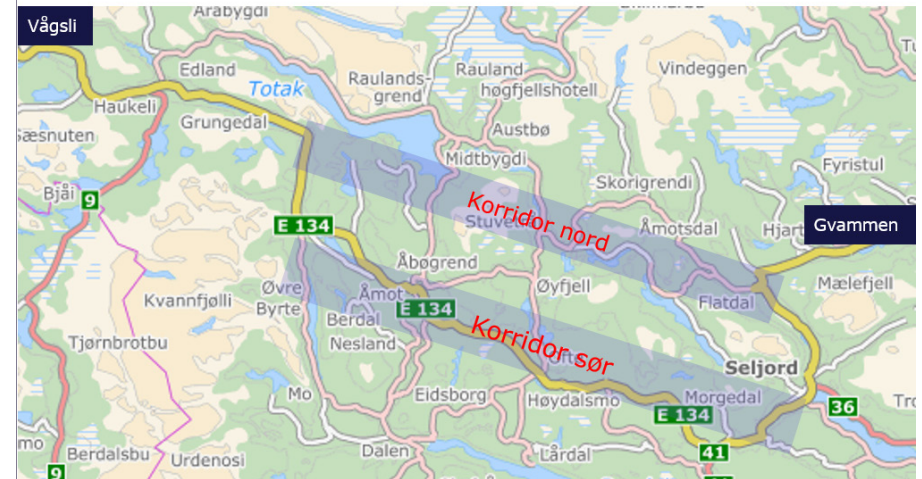 Vågsli
Arabygdi
Edland
Totak
Raulands-
grend
Rauland
høgfjellshotell
Vindeggen
Haukeli
Grungedal
Austbø
Midtbygdi
Fyristul
Skorigrendi
Bjåi
9
Korridor nord
Åmotsdal
Hjart
Gvammen
E 134
Åbøgrend
Øvre
Byrte
Åmot
E 134
Øyfjell
Flatdal
Mælefjell
Kvannfjølli
Berdal
Nesland
Korridor sør
Tjørnbrotbu
Seljord
Mo
Eidsborg
Høydalsmo
Morgedal
E 134
36
Dalen
Lårdal
41
Berdalsbu
Urdenosi
9